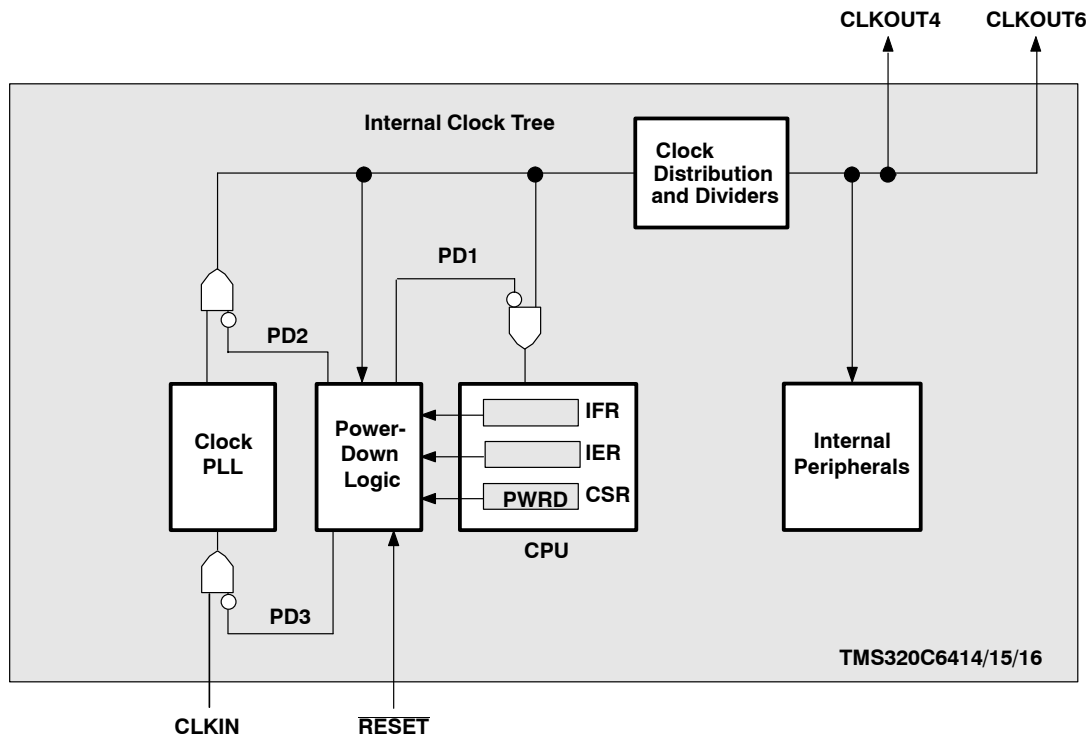 CLKOUT4
CLKOUT6
Internal Clock Tree
Clock
Distribution
and Dividers
PD1
PD2
Clock
PLL
Power-
Down
Logic
IFR
IER
PWRD
CSR
CPU
Internal
Peripherals
PD3
TMS320C6414/15/16
CLKIN
RESET